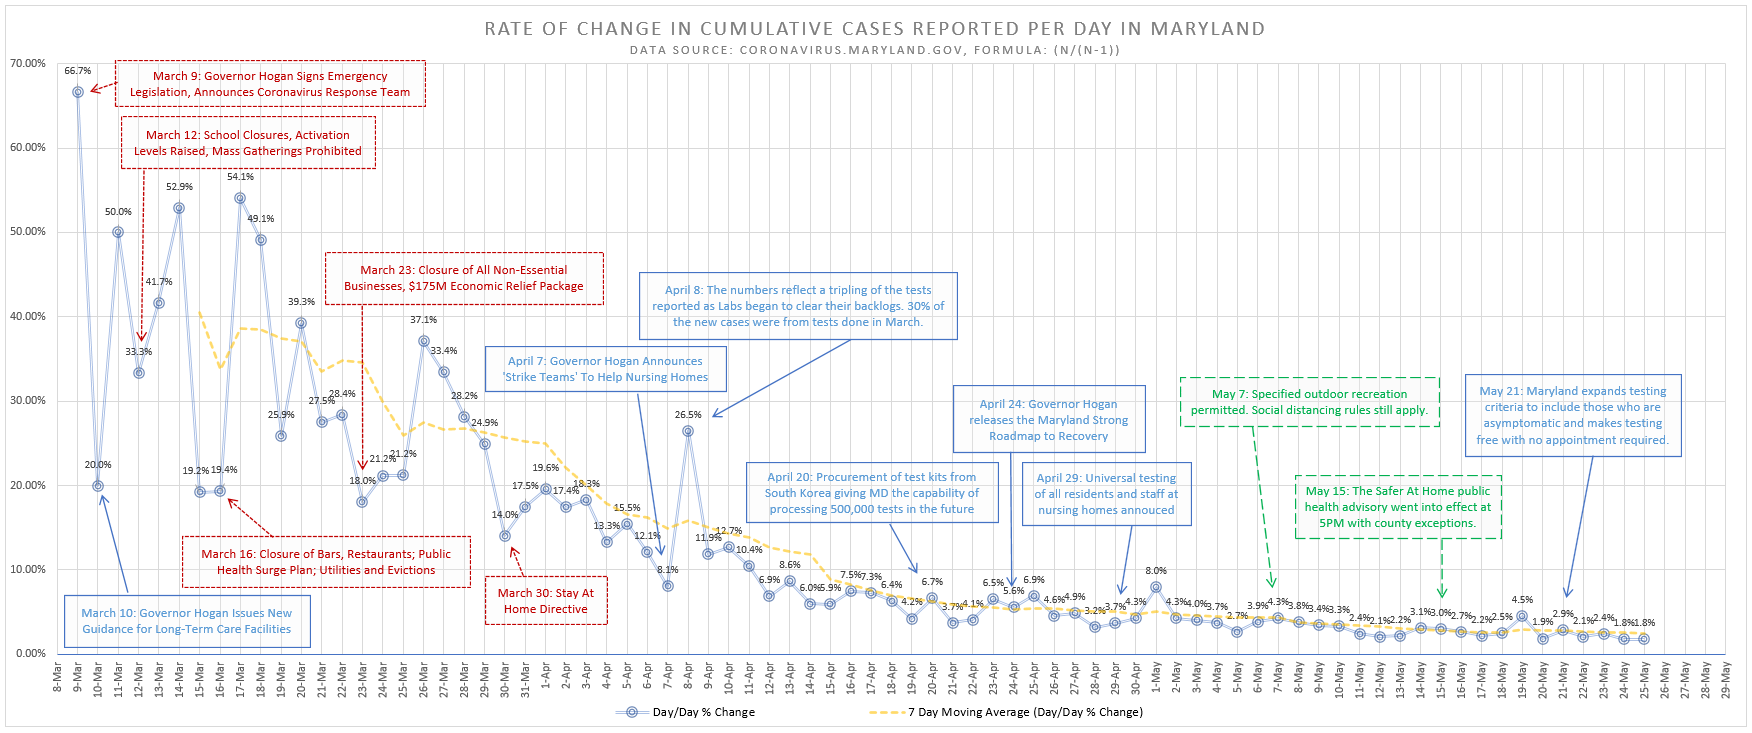 RATE OF CHANGE IN CUMULATIVE CASES REPORTED PER DAY IN MARYLAND
DATA SOURCE: CORONAVIRUS.MARYLAND.GOV, FORMULA: (N/(N-1))
70.00%
60.00%
50.00%
40.00%
30.00%
20.00%
10.00%
0.00%
March 9: Governor Hogan Signs Emergency
Legislation, Announces Coronavirus Response Team
March 12: School Closures, Activation
Levels Raised, Mass Gatherings Prohibited
March 23: Closure of All Non-Essential
Businesses, $175M Economic Relief Package
April 8: The numbers reflect a tripling of the tests
reported as Labs began to clear their backlogs. 30% of
the new cases were from tests done in March.
April 7: Governor Hogan Announces
'Strike Teams' To Help Nursing Homes
April 24: Governor Hogan
releases the Maryland Strong
Roadmap to Recovery
May 7: Specified outdoor recreation
permitted. Social distancing rules still apply.
May 21: Maryland expands testing
criteria to include those who are
asymptomatic and makes testing
free with no appointment required.
April 20: Procurement of test kits from
South Korea giving MD the capability of
processing 500,000 tests in the future
April 29: Universal testing
of all residents and staff at
nursing homes annouced
May 15: The Safer At Home public
health advisory went into effect at
5PM with county exceptions.
March 16: Closure of Bars, Restaurants; Public
Health Surge Plan; Utilities and Evictions
March 30: Stay At
Home Directive
March 10: Governor Hogan Issues New
Guidance for Long-Term Care Facilities
66.7%
20.0%
50.0%
33.3%
41.7%
52.9%
19.2%
19.4%
54.1%
49.1%
25.9%
39.3%
27.5%
28.4%
18.0%
21.2%
21.2%
37.1%
33.4%
28.2%
24.9%
14.0%
17.5%
19.6%
17.4%
18.3%
13.3%
15.5%
12.1%
8.1%
26.5%
11.9%
12.7%
10.4%
6.9%
8.6%
6.0%
5.9%
7.5%
7.3%
6.4%
4.2%
6.7%
3.7%
4.1%
6.5%
5.6%
6.9%
4.6%
4.9%
3.2%
3.7%
4.3%
8.0%
4.3%
4.0%
3.7%
2.7%
3.9%
4.3%
3.8%
3.4%
3.3%
2.4%
2.1%
2.2%
3.1%
3.0%
2.7%
2.2%
2.5%
4.5%
1.9%
2.9%
2.1%
2.4%
1.8%
1.8%
8-Mar
9-Mar
10-Mar
11-Mar
12-Mar
13-Mar
14-Mar
15-Mar
16-Mar
17-Mar
18-Mar
19-Mar
20-Mar
21-Mar
22-Mar
23-Mar
24-Mar
25-Mar
26-Mar
27-Mar
28-Mar
29-Mar
30-Mar
31-Mar
1-Apr
2-Apr
3-Apr
4-Apr
5-Apr
6-Apr
7-Apr
8-Apr
9-Apr
10-Apr
11-Apr
12-Apr
13-Apr
14-Apr
15-Apr
16-Apr
17-Apr
18-Apr
19-Apr
20-Apr
21-Apr
22-Apr
23-Apr
24-Apr
25-Apr
26-Apr
27-Apr
28-Apr
29-Apr
30-Apr
1-May
2-May
3-May
4-May
5-May
6-May
7-May
8-May
9-May
10-May
11-May
12-May
13-May
14-May
15-May
16-May
17-May
18-May
19-May
20-May
21-May
22-May
23-May
24-May
25-May
26-May
27-May
28-May
29-May
Day/Day % Change
7 Day Moving Average (Day/Day % Change)